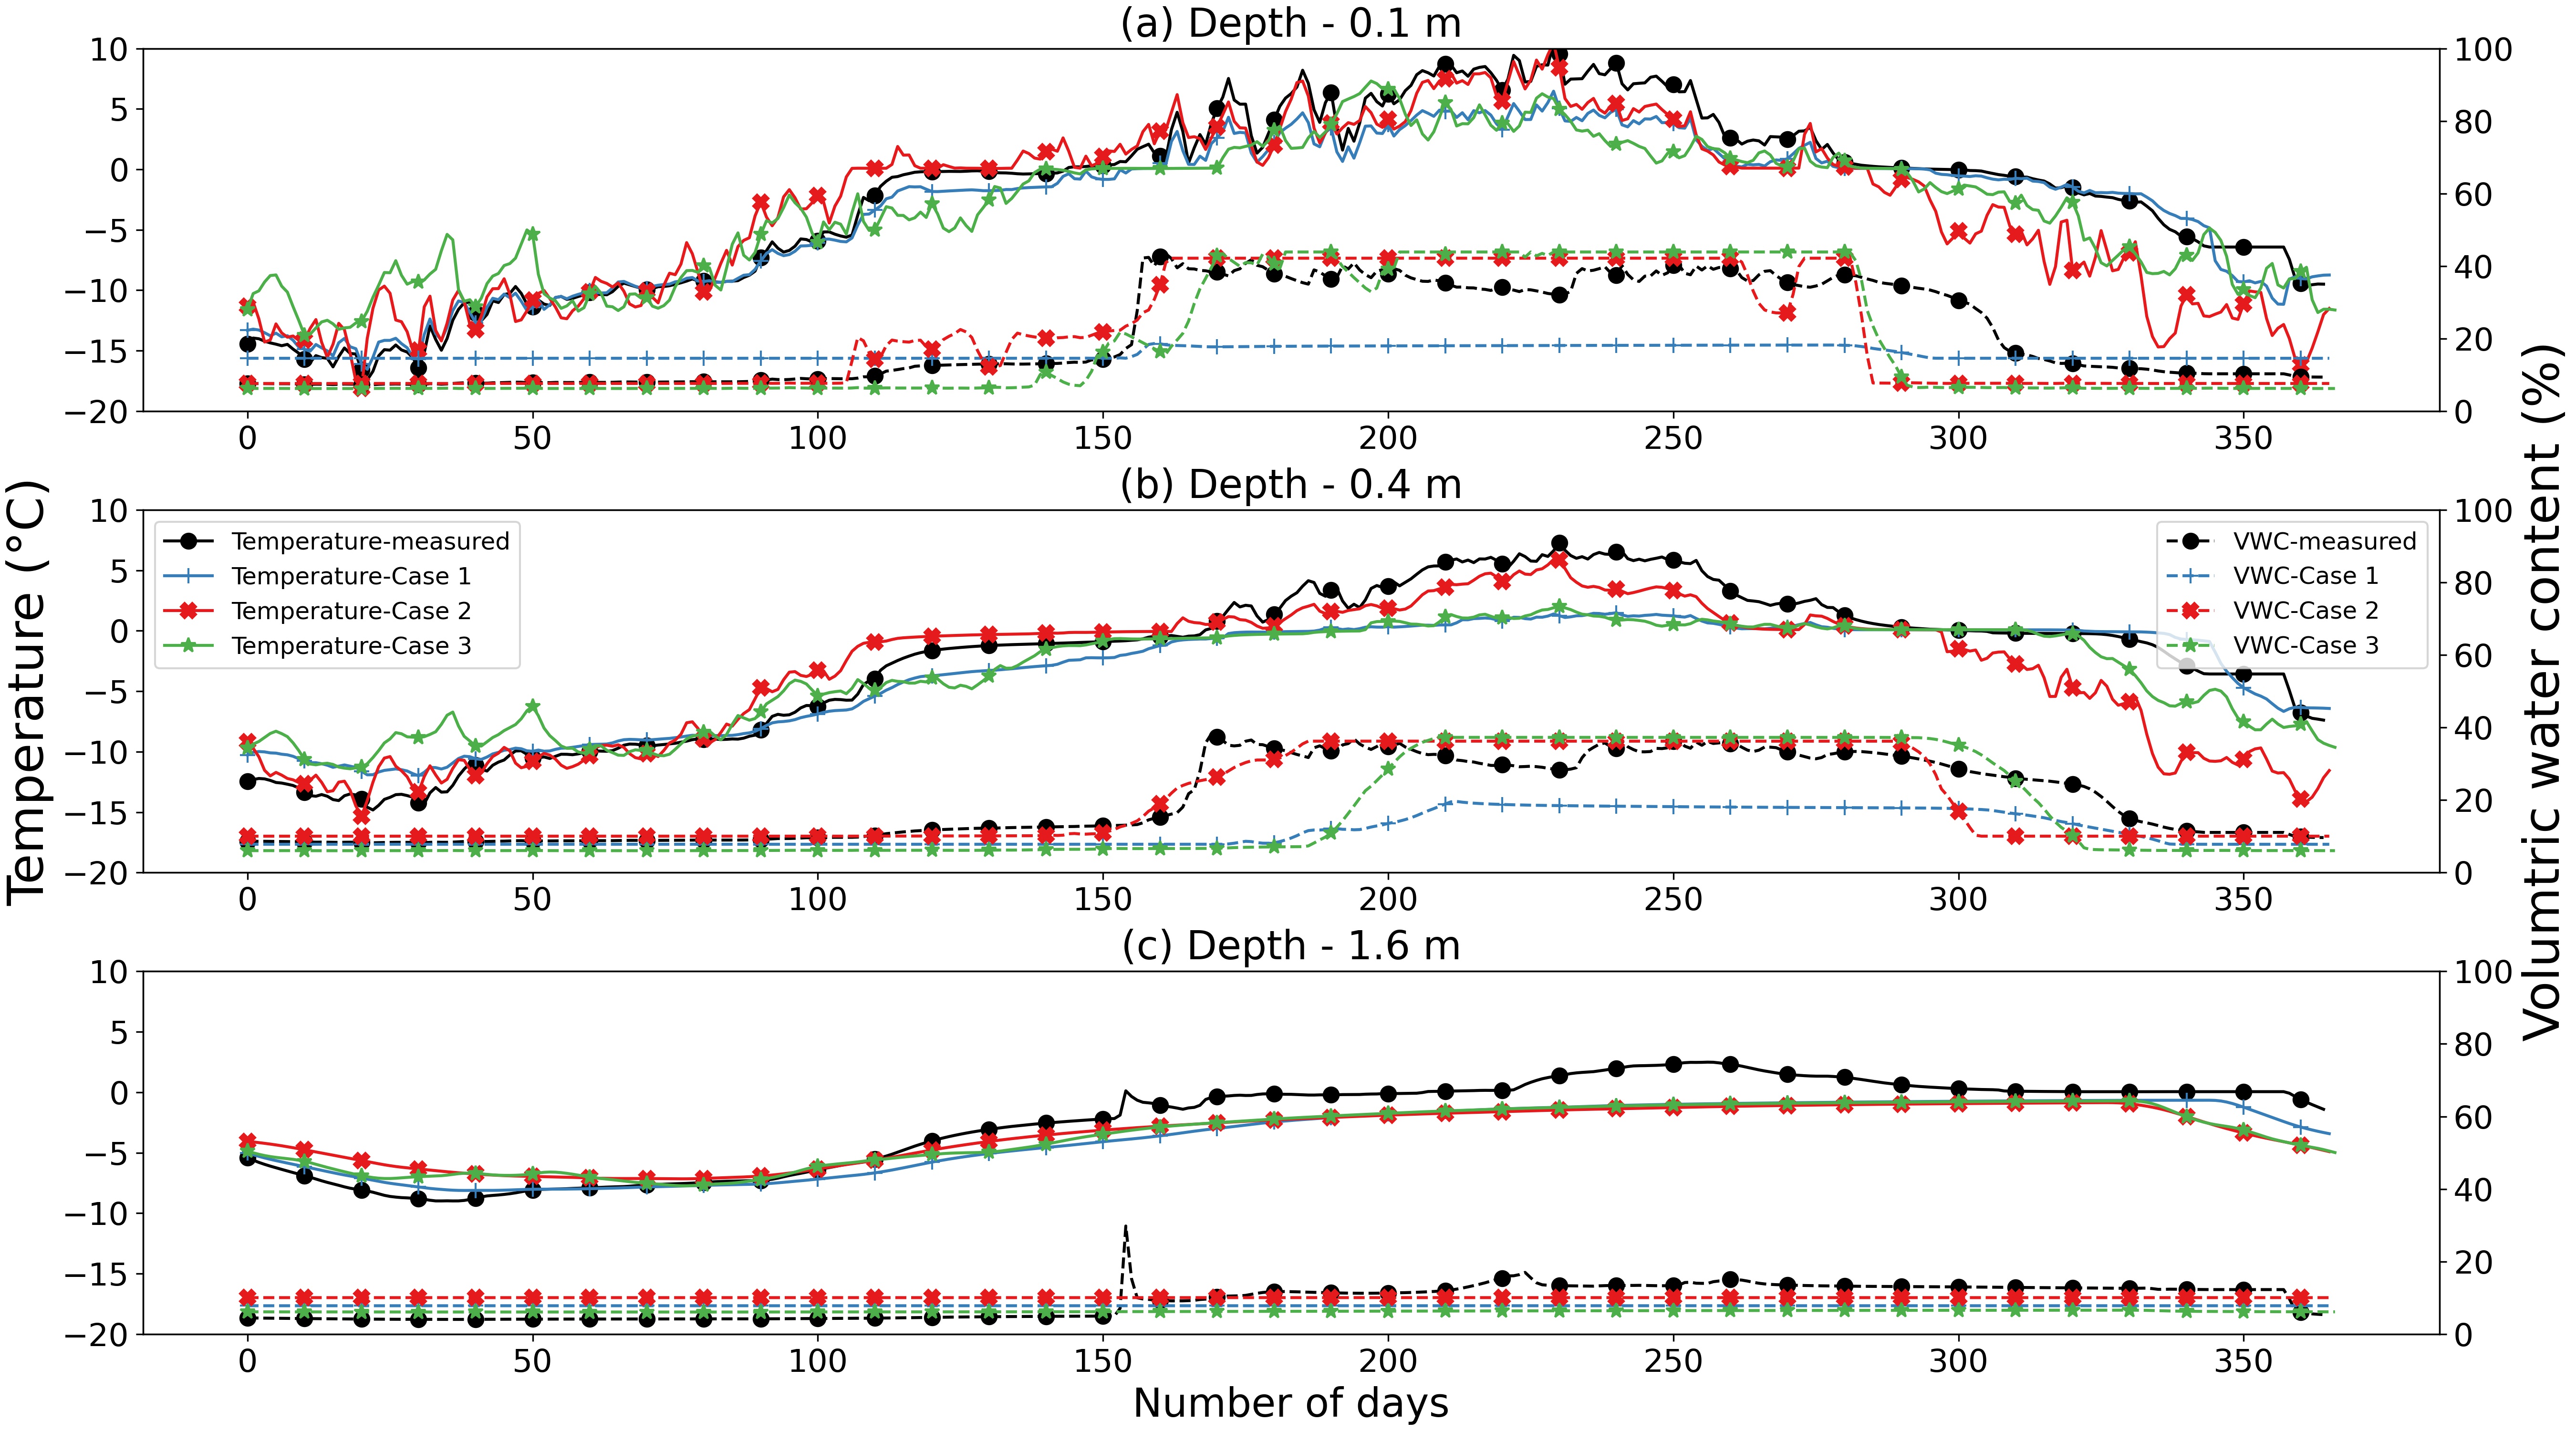 (a) Depth - 0.1 m
10
5
0
−5
−10
−15
−20
100
80
60
40
20
0
0 50 100 150 200 250 300 350
(b) Depth - 0.4 m
10
5
0
−5
−10
−15
−20
Temperature-measured
Temperature-Case 1
Temperature-Case 2
Temperature-Case 3
VWC-measured
VWC-Case 1
VWC-Case 2
VWC-Case 3
100
80
60
40
20
0
0 50 100 150 200 250 300 350
Temperature (°C)
Volumtric water content (%)
(c) Depth - 1.6 m
10
5
0
−5
−10
−15
−20
100
80
60
40
20
0
0 50 100 150 200 250 300 350
Number of days